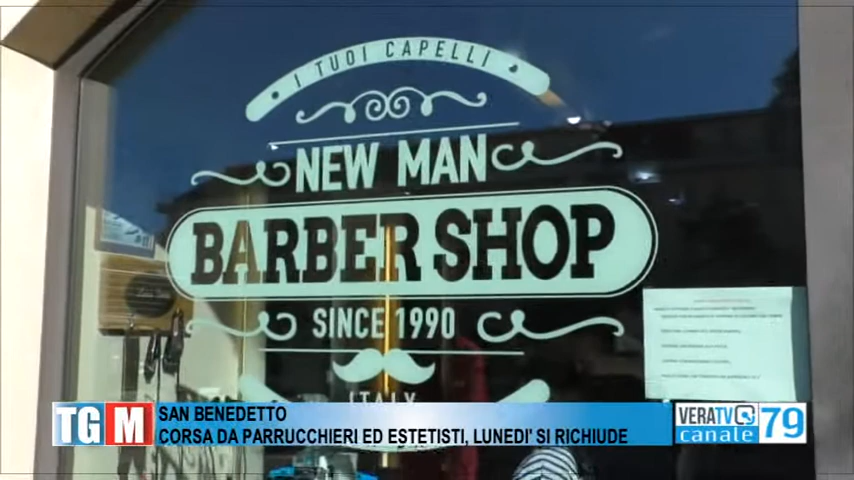 I TUOI CAPELLI
NEW MAN
BARBER SHOP
SINCE 1990
ITALY
TGM
SAN BENEDETTO
CORSA DA PARRUCCHIERI ED ESTETISTI, LUNEDI' SI RICHIUDE
VERATV
canale 79